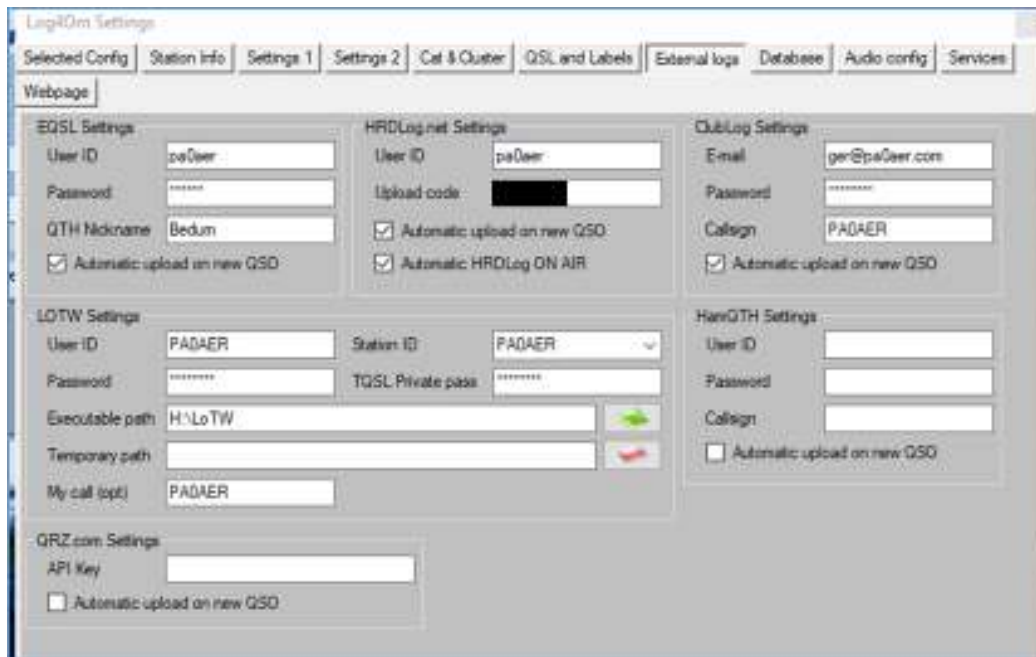 Log4Om Settings
Selected Config Station Info Settings 1 Settings 2 Cat & Cluster QSL and Labels External logs Database Audio config Services
Webpage
EQSL Settings
User ID pa0aer
Password ******
QTH Nickname Bedum
Automatic upload on new QSO
HRDLog.net Settings
User ID pa0aer
Upload code
Automatic upload on new QSO
Automatic HRDLog ON AIR
ClubLog Settings
E-mail ger@pa0aer.com
Password ********
Callsign PA0AER
Automatic upload on new QSO
LOTW Settings
User ID PA0AER Station ID PA0AER
Password ******** TQSL Private pass ********
Executable path H:\LoTW
Temporary path
My call (opt) PA0AER
HamQTH Settings
User ID
Password
Callsign
Automatic upload on new QSO
QRZ.com Settings
API Key
Automatic upload on new QSO